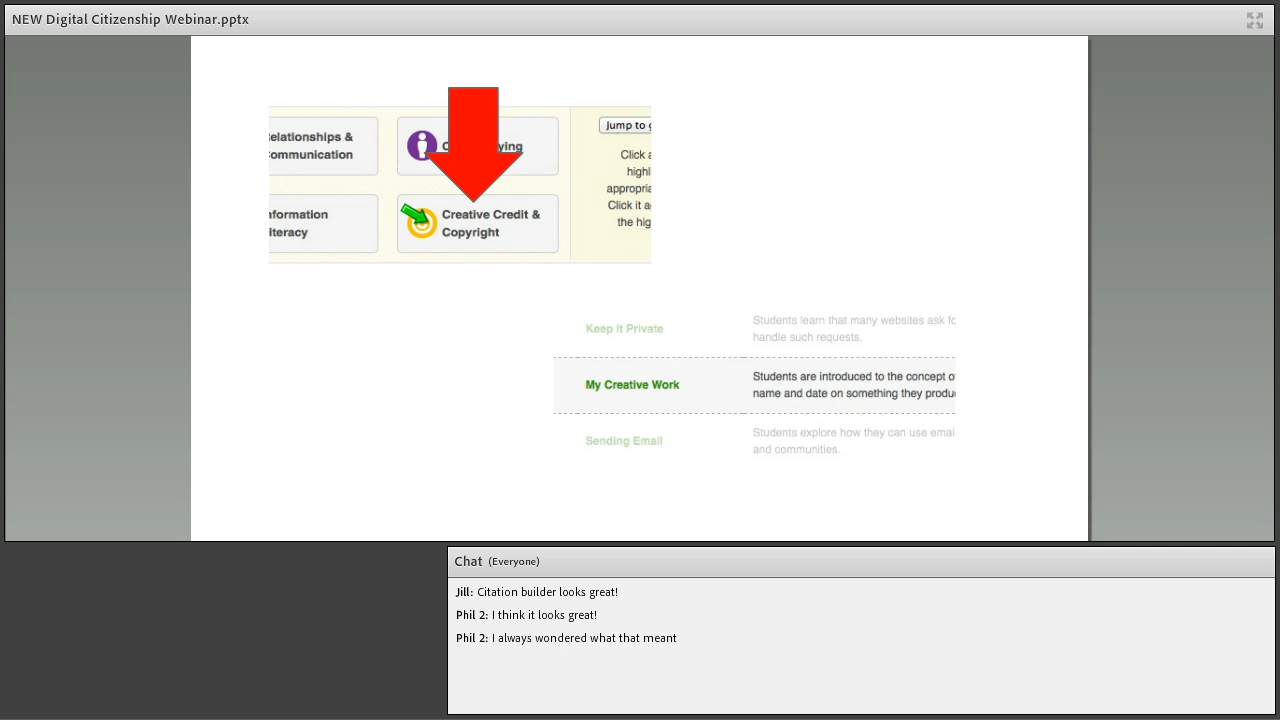 NEW Digital Citizenship Webinar.pptx
elationships &
ommunication
ying
Jump to g
Click a
highl
appropria
Click it a
the hig
nformation
iteracy
Creative Credit &
Copyright
Keep it Private
Students learn that many websites ask fo
handle such requests.
My Creative Work
Students are introduced to the concept o
name and date on something they produ
Sending Email
Students explore how they can use emai
and communities.
Chat (Everyone)
Jill: Citation builder looks great!
Phil 2: I think it looks great!
Phil 2: I always wondered what that meant